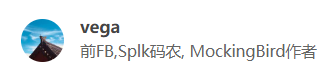 vega
前FB,Splk码农, MockingBird作者